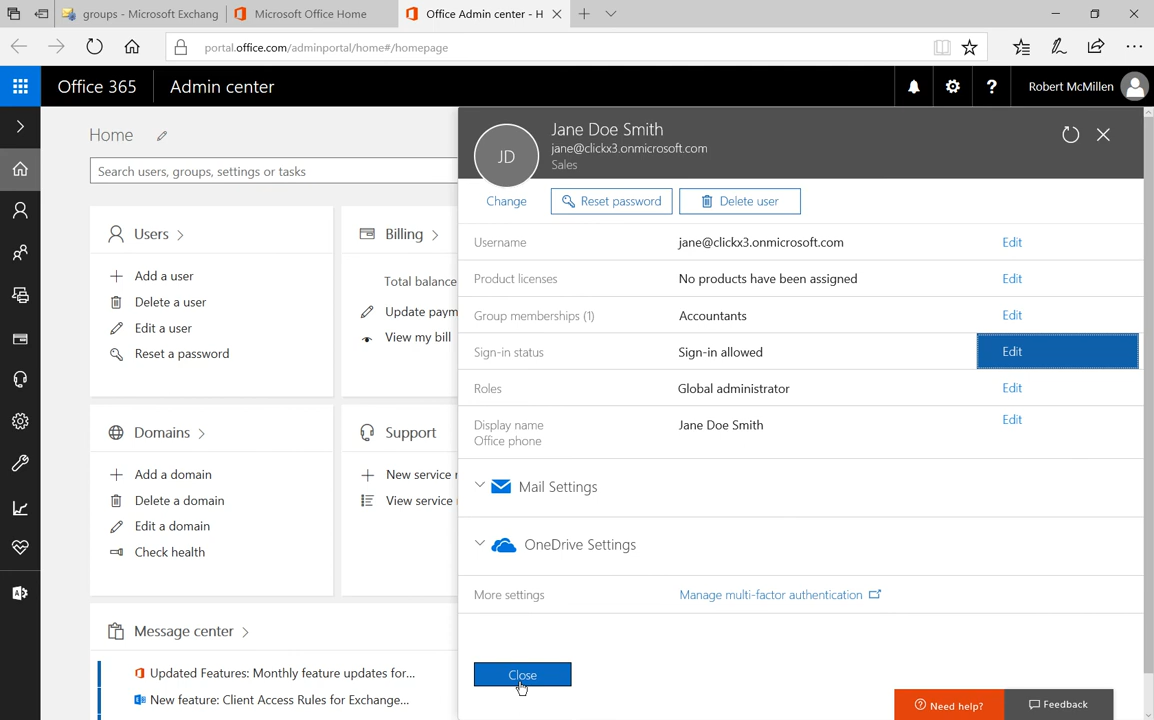 groups - Microsoft Exchang
Microsoft Office Home
Office Admin center - H
portal.office.com/adminportal/home#/homepage
Office 365
Admin center
Robert McMillen
Home
Search users, groups, settings or tasks
Users
Add a user
Delete a user
Edit a user
Reset a password
Billing
Total balance
Update paym
View my bill
Domains
Add a domain
Delete a domain
Edit a domain
Check health
Support
New service r
View service
Message center
Updated Features: Monthly feature updates for...
New feature: Client Access Rules for Exchange...
JD
Jane Doe Smith
jane@clickx3.onmicrosoft.com
Sales
Change
Reset password
Delete user
Username jane@clickx3.onmicrosoft.com Edit
Product licenses No products have been assigned Edit
Group memberships (1) Accountants Edit
Sign-in status Sign-in allowed Edit
Roles Global administrator Edit
Display name Jane Doe Smith Edit
Office phone
Mail Settings
OneDrive Settings
More settings Manage multi-factor authentication
Close
Need help?
Feedback